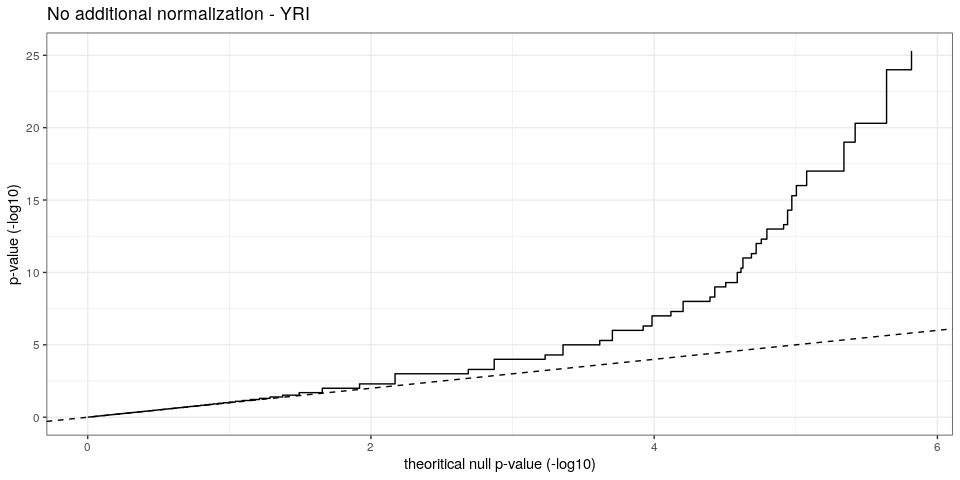 No additional normalization - YRI
p-value (-log10)
25
20
15
10
5
0
0 2 4 6
theoritical null p-value (-log10)